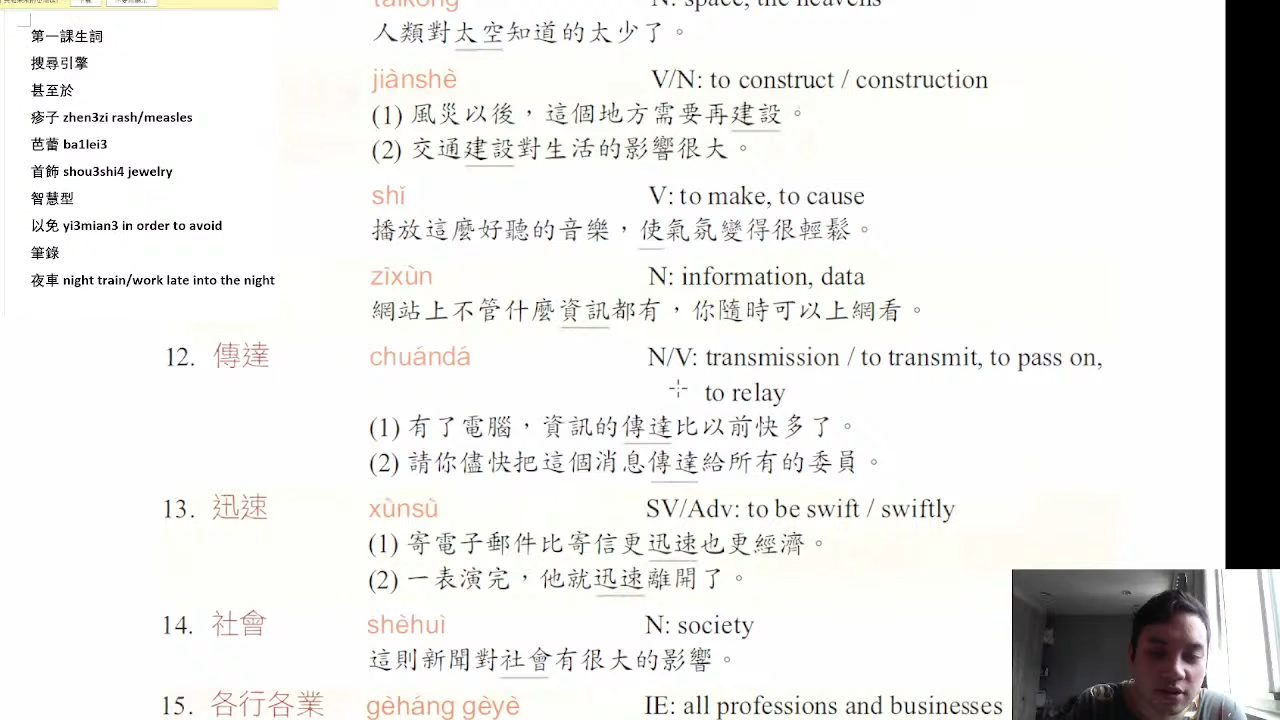 第一課生詞
搜尋引擎
甚至於
疹子 zhen3zi rash/measles
芭蕾 ba1lei3
首飾 shou3shi4 jewelry
智慧型
以免 yi3mian3 in order to avoid
筆錄
夜車 night train/work late into the night
tàikōng N: space, the heavens
人類對太空知道的太少了。
jiànshè V/N: to construct / construction
(1) 風災以後，這個地方需要再建設。
(2) 交通建設對生活的影響很大。
shǐ V: to make, to cause
播放這麼好聽的音樂，使氣氛變得很輕鬆。
zīxùn N: information, data
網站上不管什麼資訊都有，你隨時可以上網看。
12. 傳達 chuándá N/V: transmission / to transmit, to pass on,
to relay
(1) 有了電腦，資訊的傳達比以前快多了。
(2) 請你儘快把這個消息傳達給所有的委員。
13. 迅速 xùnsù SV/Adv: to be swift / swiftly
(1) 寄電子郵件比寄信更迅速也更經濟。
(2) 一表演完，他就迅速離開了。
14. 社會 shèhuì N: society
這則新聞對社會有很大的影響。
15. 各行各業 gèháng gèyè IE: all professions and businesses